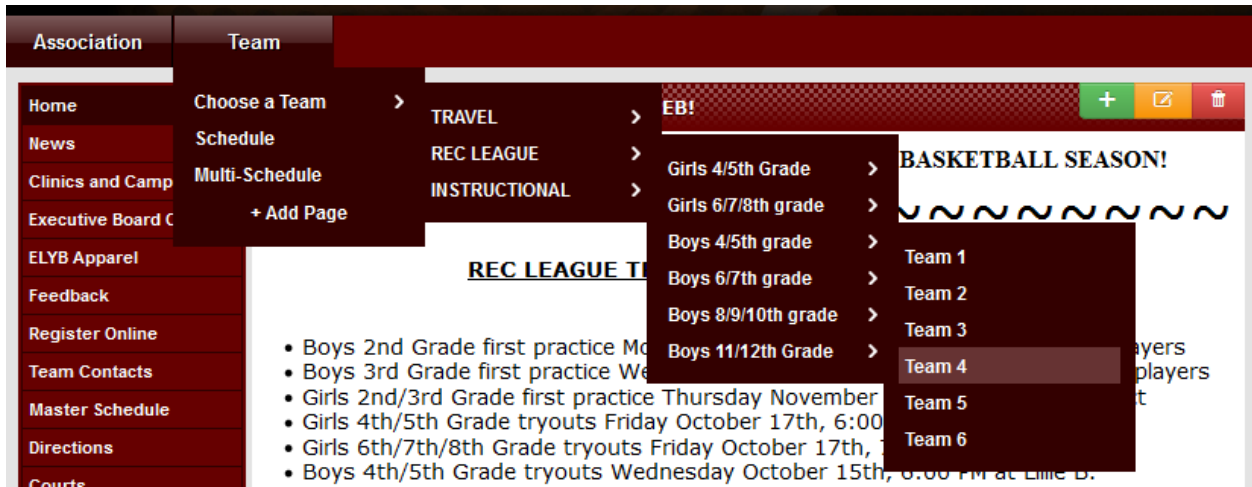 Association Team
Home
News
Clinics and Camp
Executive Board
ELYB Apparel
Feedback
Register Online
Team Contacts
Master Schedule
Directions
Courts
Choose a Team >
Schedule
Multi-Schedule
+ Add Page
TRAVEL >
REC LEAGUE >
INSTRUCTIONAL >
Girls 4/5th Grade >
Girls 6/7/8th grade >
Boys 4/5th grade >
Boys 6/7th grade >
Boys 8/9/10th grade >
Boys 11/12th Grade >
Team 1
Team 2
Team 3
Team 4
Team 5
Team 6
EB!
BASKETBALL SEASON!
~~~~~~~~
REC LEAGUE
• Boys 2nd Grade first practice
• Boys 3rd Grade first practice players
• Girls 2nd/3rd Grade first practice Thursday November
• Girls 4th/5th Grade tryouts Friday October 17th, 6:00
• Girls 6th/7th/8th Grade tryouts Friday October 17th,
• Boys 4th/5th Grade tryouts Wednesday October 15th, 6:00 PM at